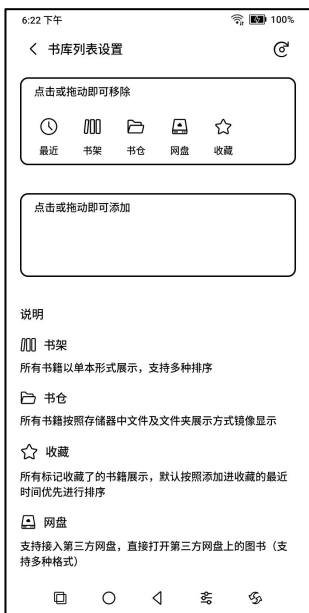 6:22 下午
100%
书库列表设置
点击或拖动即可移除
最近 书架 书仓 网盘 收藏
点击或拖动即可添加
说明
书架
所有书籍以单本形式展示，支持多种排序
书仓
所有书籍按照存储器中文件及文件夹展示方式镜像显示
收藏
所有标记收藏了的书籍展示，默认按照添加进收藏的最近
时间优先进行排序
网盘
支持接入第三方网盘，直接打开第三方网盘上的图书（支
持多种格式）